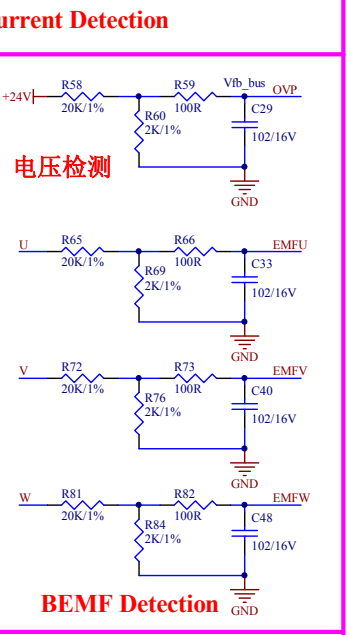 urrent Detection
R58
R59
Vfb_bus
OVP
+24V
20K/1%
100R
C29
R60
2K/1%
102/16V
电压检测
GND
U
R65
R66
EMFU
20K/1%
100R
C33
R69
2K/1%
102/16V
GND
V
R72
R73
EMFV
20K/1%
100R
C40
R76
2K/1%
102/16V
GND
W
R81
R82
EMFW
20K/1%
100R
C48
R84
2K/1%
102/16V
BEMF Detection
GND